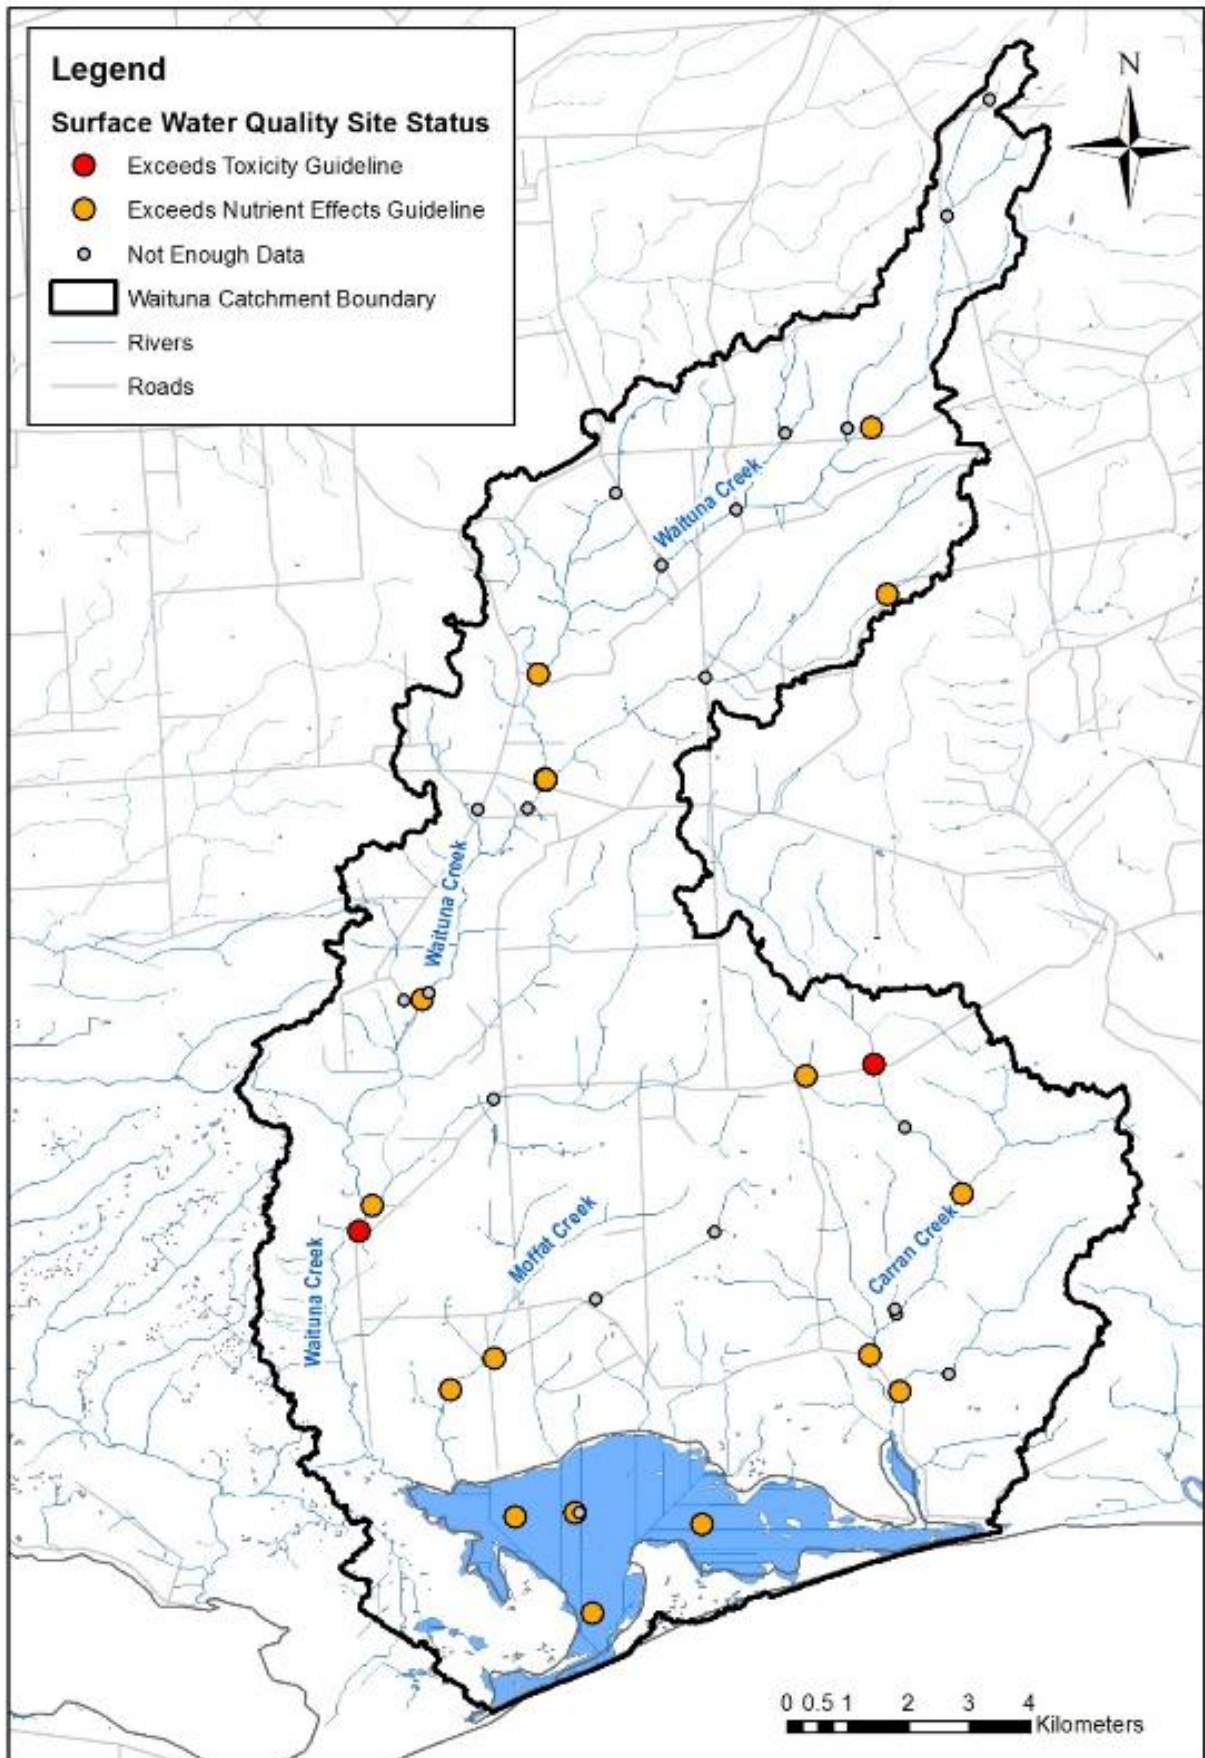 Legend
Surface Water Quality Site Status
Exceeds Toxicity Guideline
Exceeds Nutrient Effects Guideline
Not Enough Data
Waituna Catchment Boundary
Rivers
Roads
N
Waituna Creek
Waituna Creek
Moffat Creek
Carran Creek
Waituna Creek
0 0.5 1 2 3 4
Kilometers